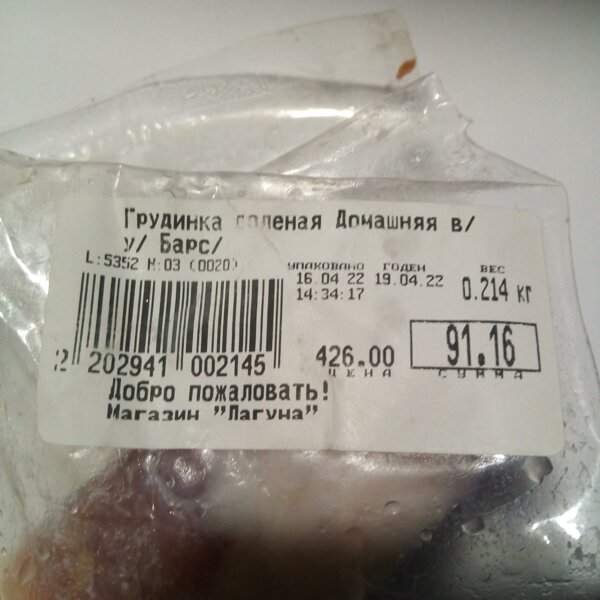 Грудинка соленая Домашняя в/
у/ Барс/
L:5352 М:03 (0020)
УПАКОВАНО ГОДЕН ВЕС
16.04 22 19.04.22 0.214 кг
14:34:17
2 202941 002145
426.00 91.16
ЦЕНА СУММА
Добро пожаловать!
Магазин "Лагуна"